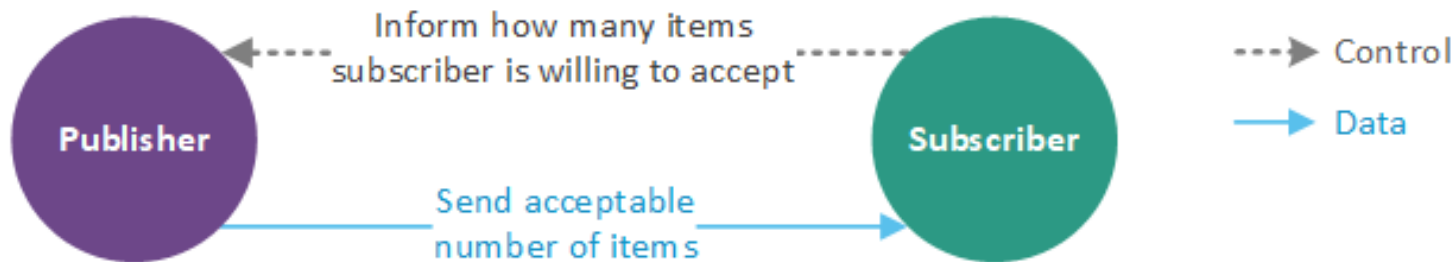 Inform how many items
subscriber is willing to accept
Publisher
Subscriber
Send acceptable
number of items
Control
Data